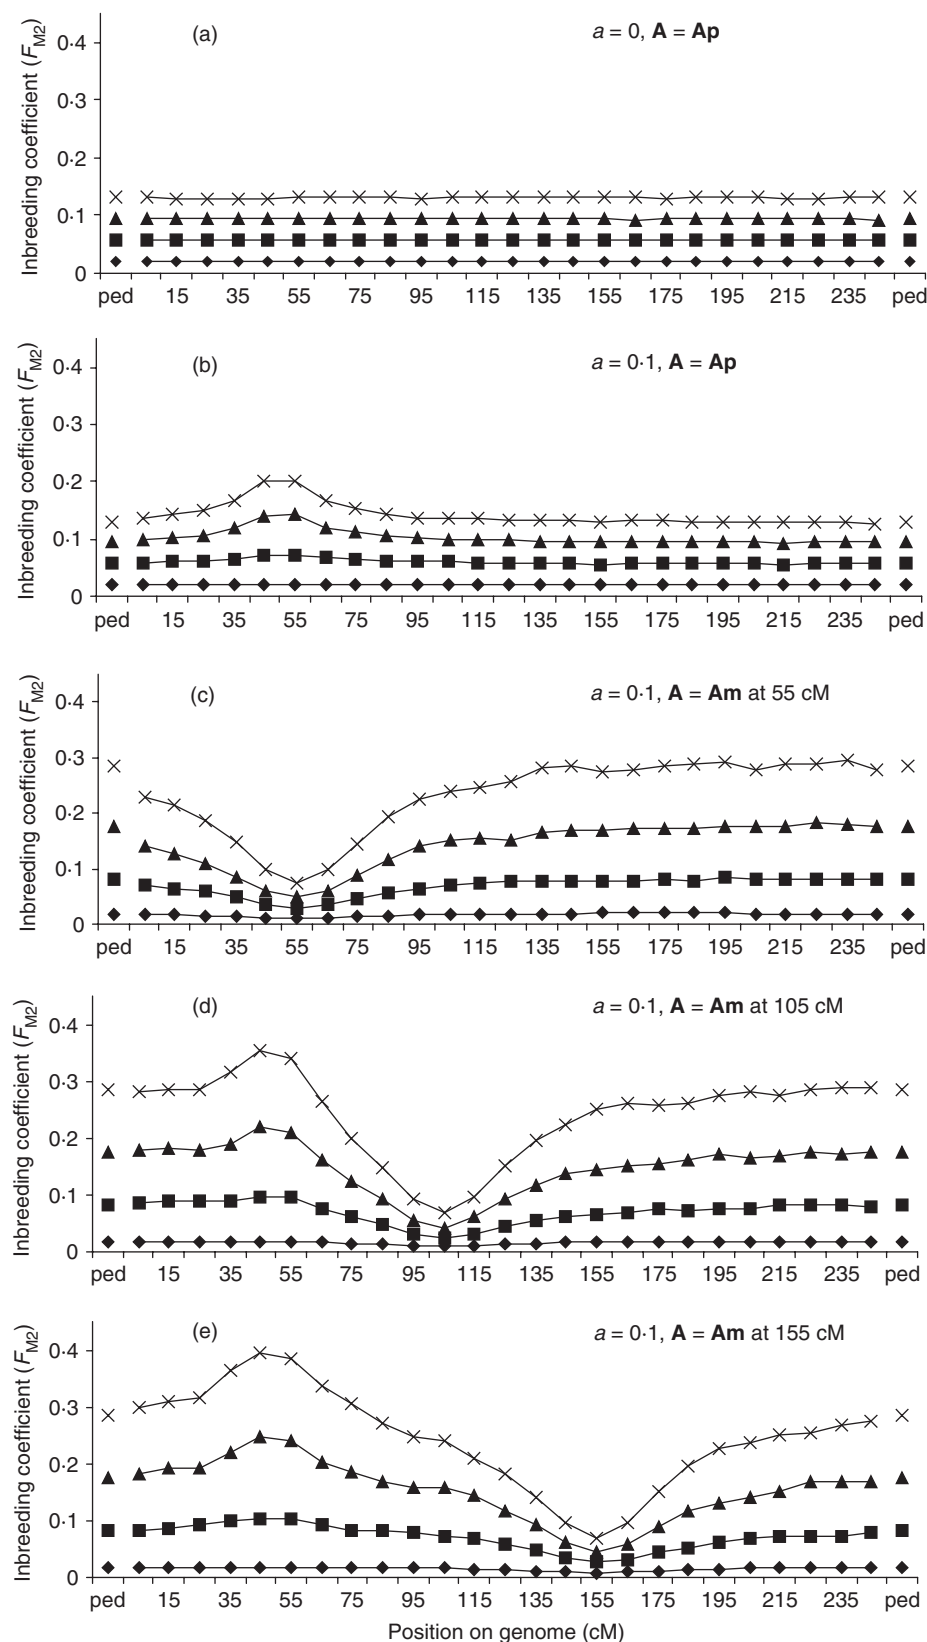 (a)
a = 0, A = Ap
Inbreeding coefficient (FM2)
0·4
0·3
0·2
0·1
0
ped 15 35 55 75 95 115 135 155 175 195 215 235 ped
(b)
a = 0·1, A = Ap
Inbreeding coefficient (FM2)
0·4
0·3
0·2
0·1
0
ped 15 35 55 75 95 115 135 155 175 195 215 235 ped
(c)
a = 0·1, A = Am at 55 cM
Inbreeding coefficient (FM2)
0·4
0·3
0·2
0·1
0
ped 15 35 55 75 95 115 135 155 175 195 215 235 ped
(d)
a = 0·1, A = Am at 105 cM
Inbreeding coefficient (FM2)
0·4
0·3
0·2
0·1
0
ped 15 35 55 75 95 115 135 155 175 195 215 235 ped
(e)
a = 0·1, A = Am at 155 cM
Inbreeding coefficient (FM2)
0·4
0·3
0·2
0·1
0
ped 15 35 55 75 95 115 135 155 175 195 215 235 ped
Position on genome (cM)